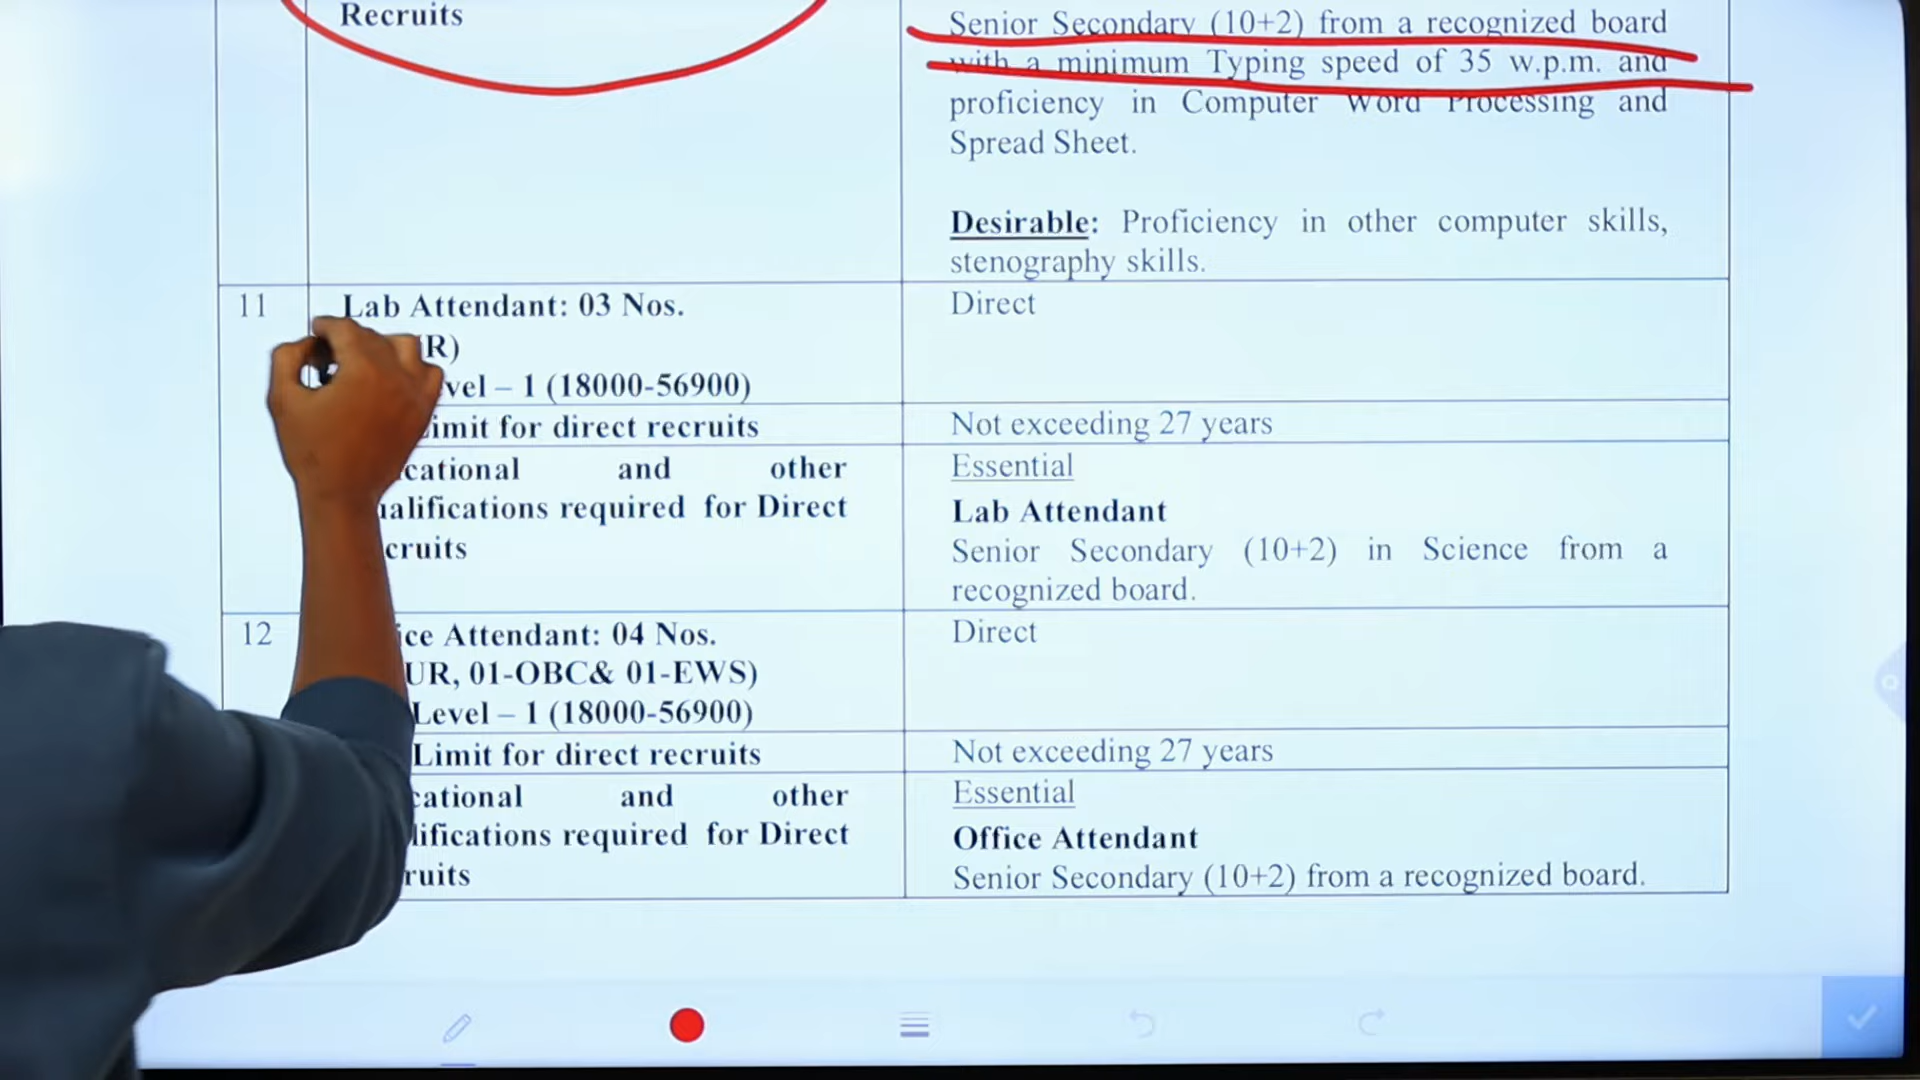 Recruits
Senior Secondary (10+2) from a recognized board
with a minimum Typing speed of 35 w.p.m. and
proficiency in Computer Word Processing and
Spread Sheet.
Desirable: Proficiency in other computer skills,
stenography skills.
11
Lab Attendant: 03 Nos.
R)
vel – 1 (18000-56900)
Direct
imit for direct recruits
Not exceeding 27 years
cational and other
alifications required for Direct
cruits
Essential
Lab Attendant
Senior Secondary (10+2) in Science from a
recognized board.
12
ice Attendant: 04 Nos.
UR, 01-OBC& 01-EWS)
Level – 1 (18000-56900)
Direct
Limit for direct recruits
Not exceeding 27 years
cational and other
lifications required for Direct
ruits
Essential
Office Attendant
Senior Secondary (10+2) from a recognized board.